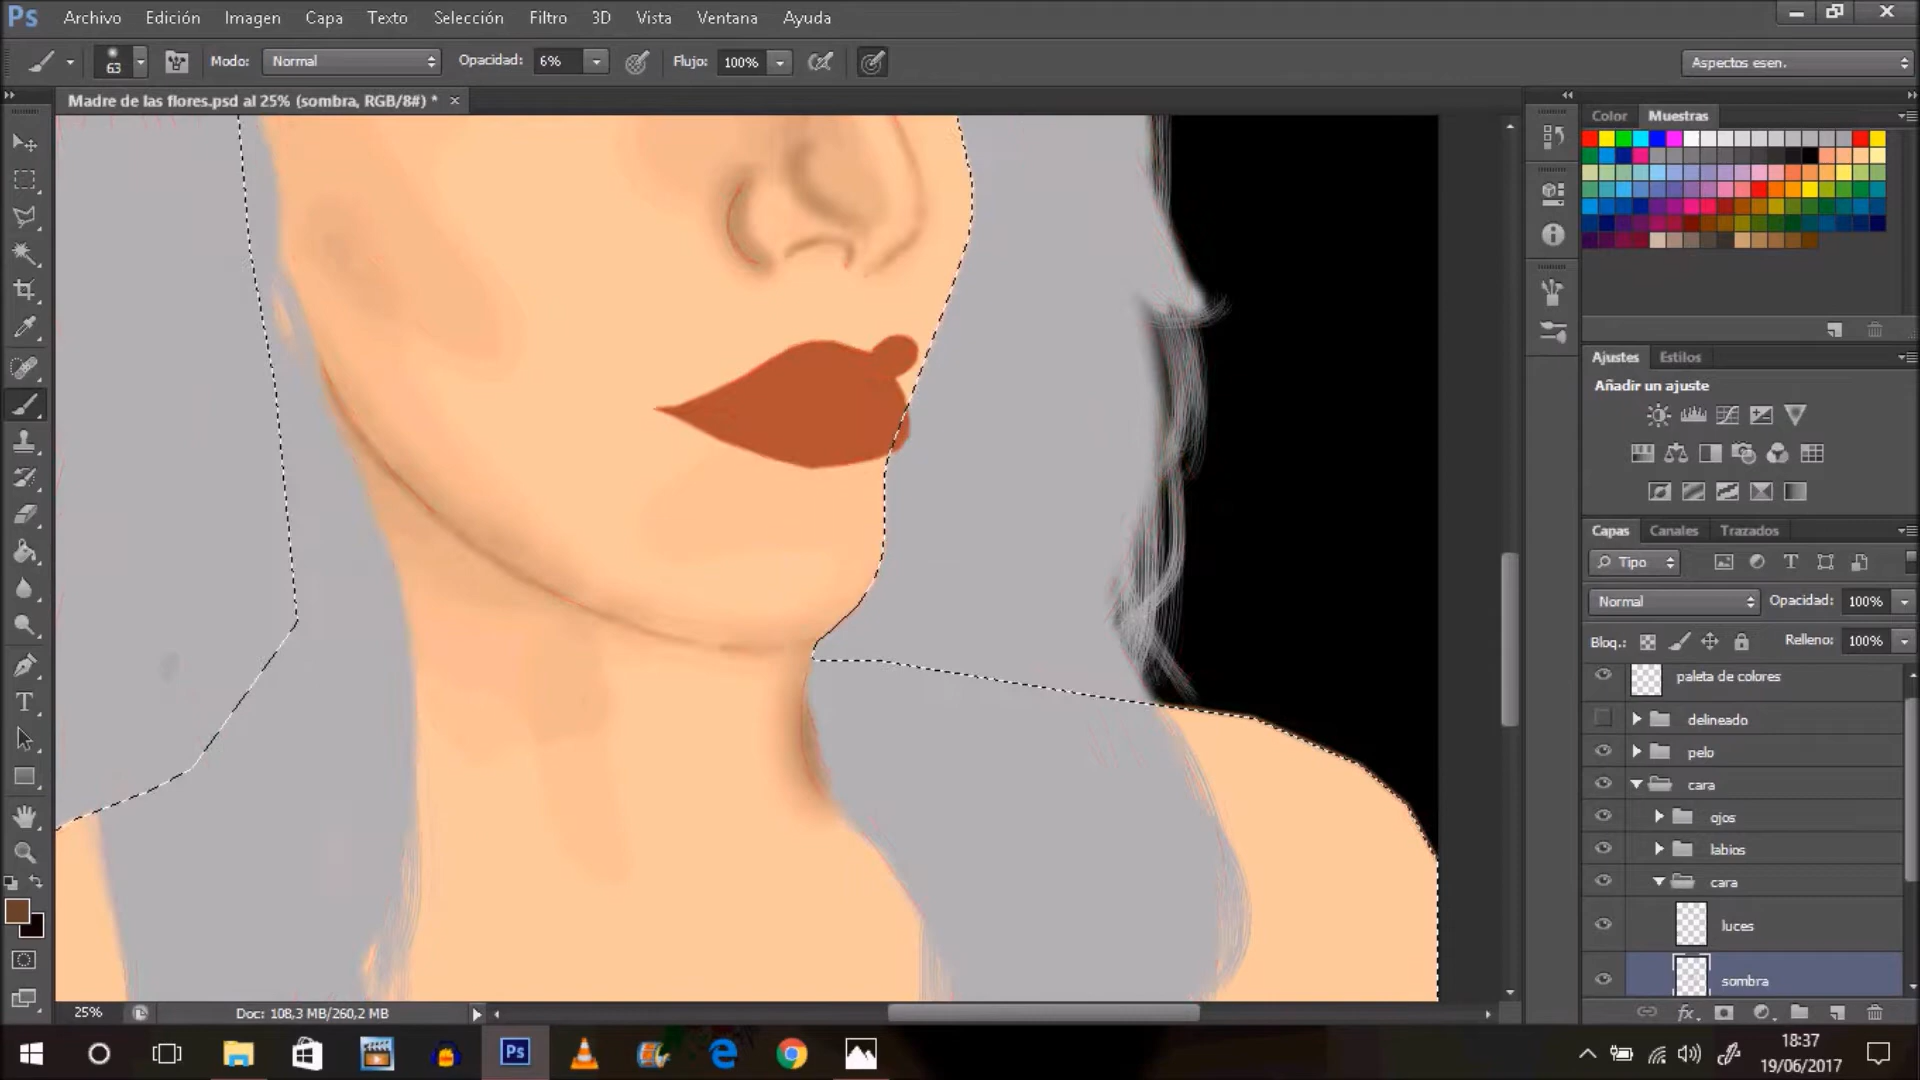 Ps Archivo Edición Imagen Capa Texto Selección Filtro 3D Vista Ventana Ayuda
63 Modo: Normal Opacidad: 6% Flujo: 100% Aspectos esen.
Madre de las flores.psd al 25% (sombra, RGB/8#) *
Color Muestras
Ajustes Estilos
Añadir un ajuste
Capas Canales Trazados
Tipo
Normal Opacidad: 100%
Bloq.: Relleno: 100%
paleta de colores
delineado
pelo
cara
ojos
labios
cara
luces
sombra
25% Doc: 108,3 MB/260,2 MB
Ps
18:37
19/06/2017